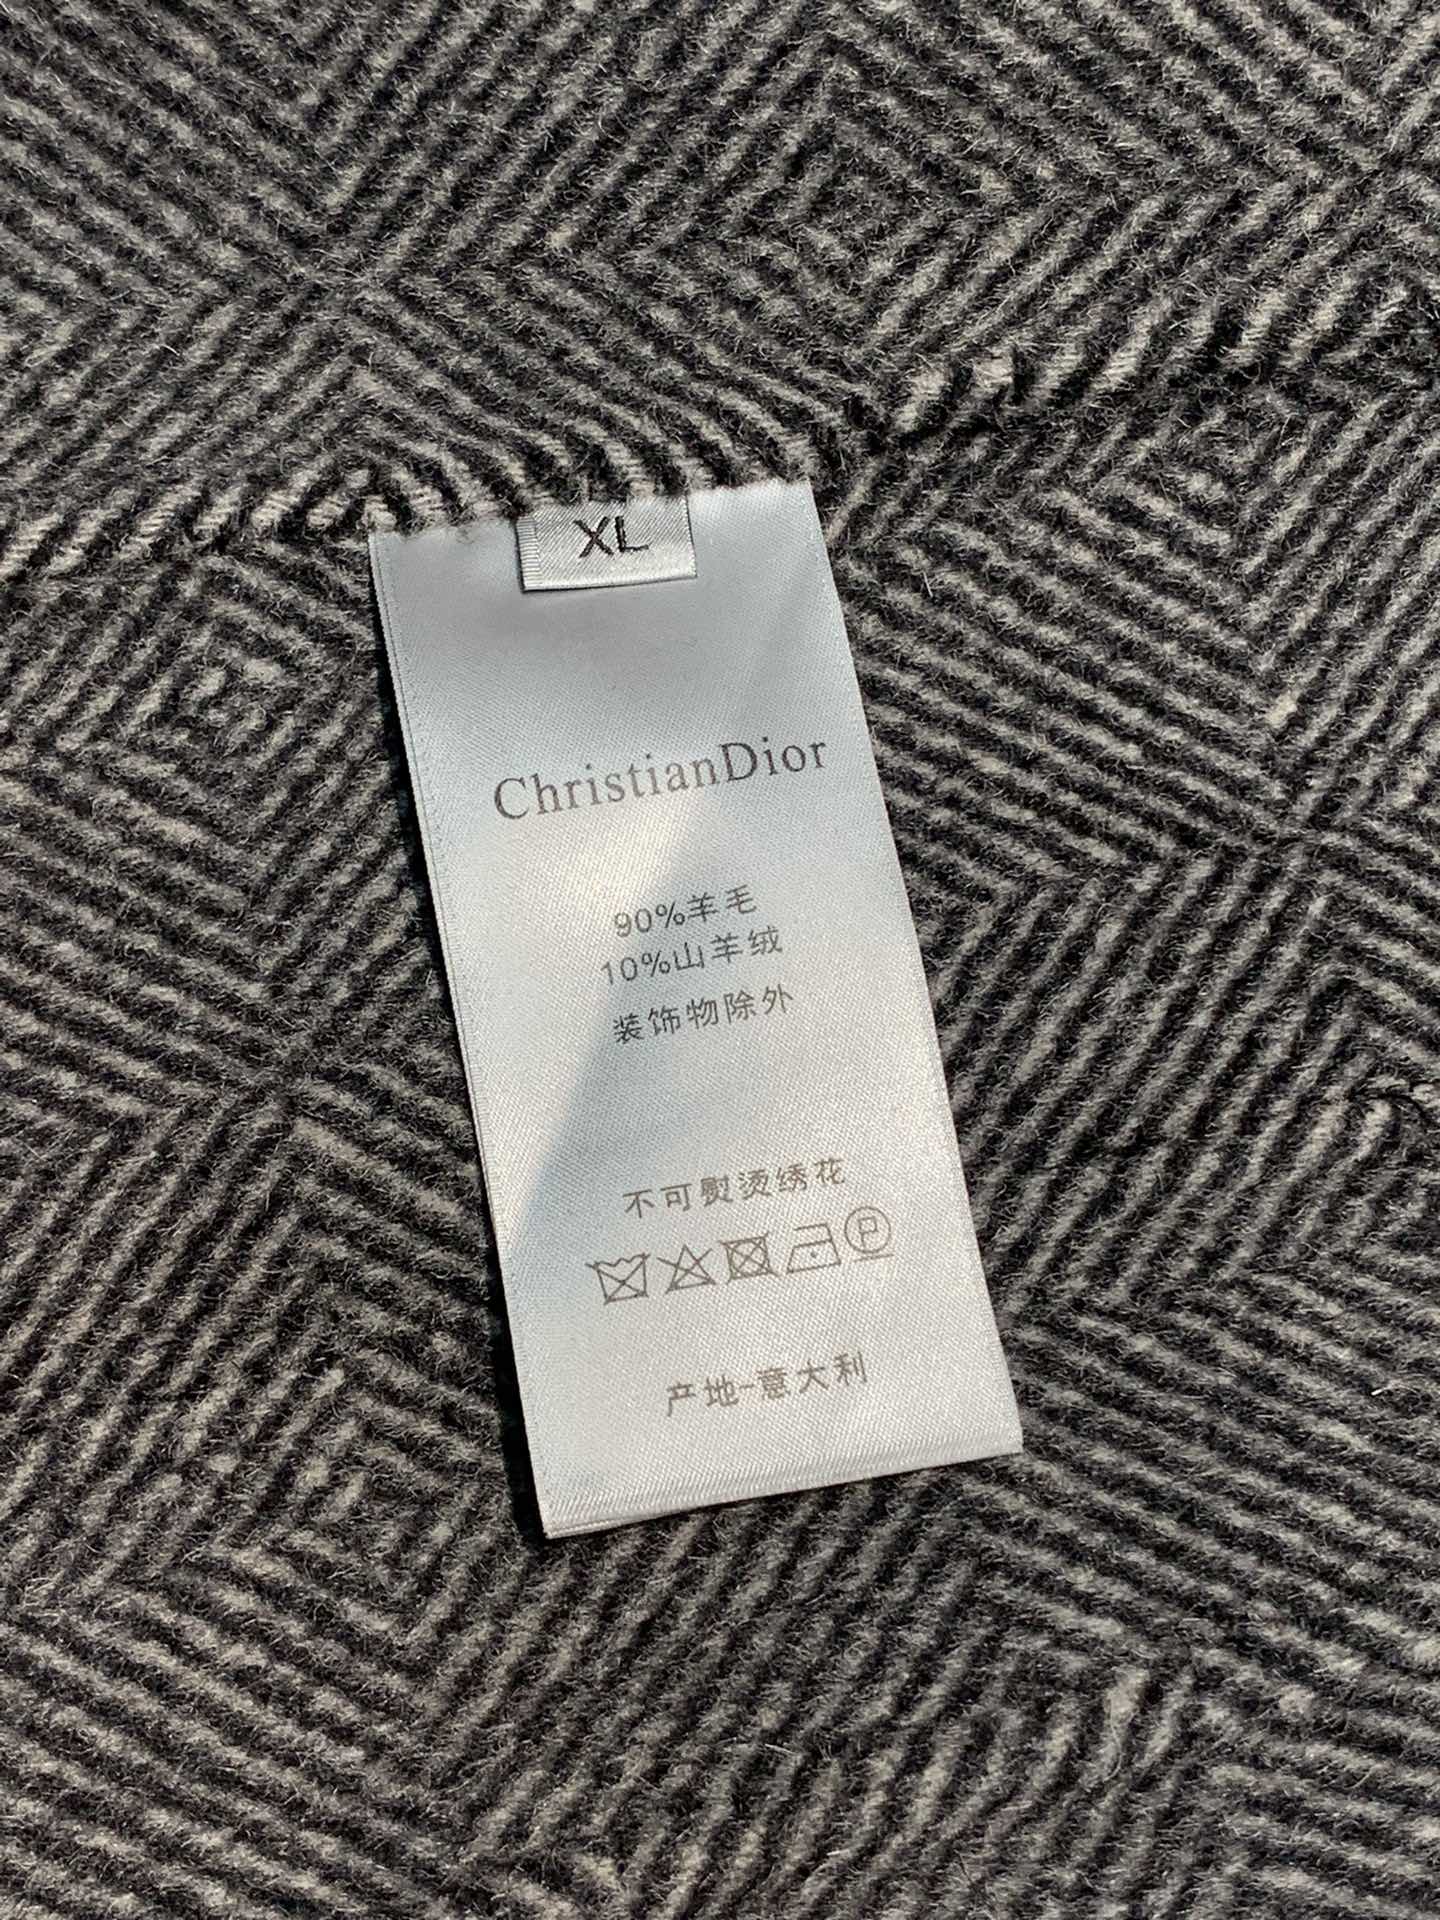 XL
ChristianDior
90%羊毛
10%山羊绒
装饰物除外
不可熨烫绣花
P
产地-意大利